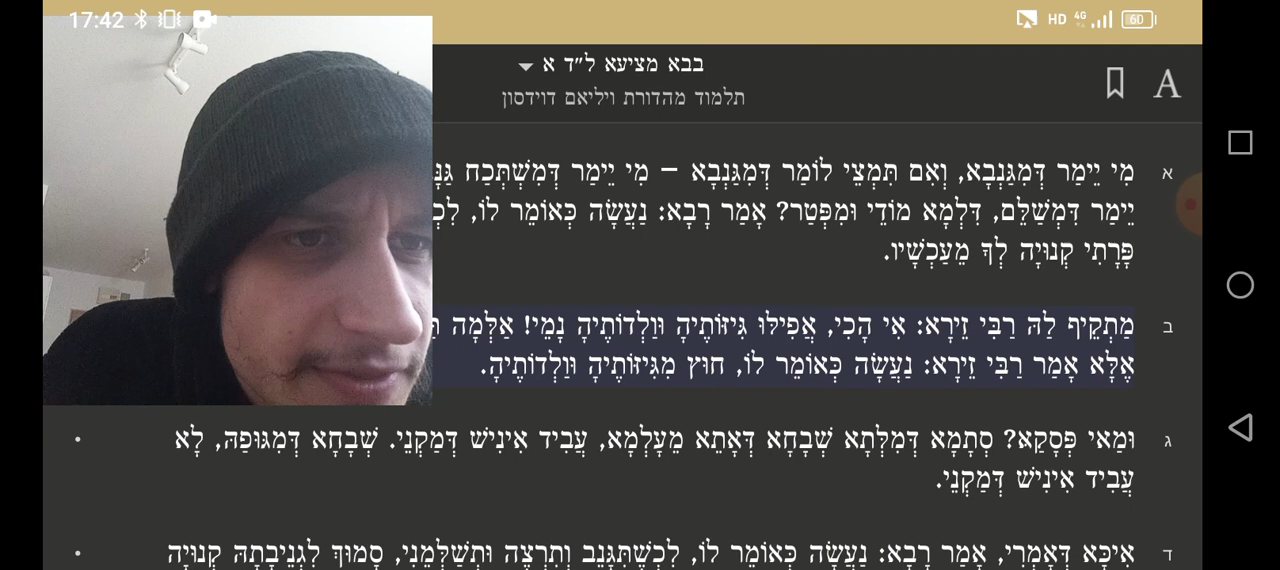 17:42
HD 4G 60
בבא מציעא ל״ד א
תלמוד מהדורת ויליאם דוידסון
A
א מִי יֵימַר דְּמִגַּנְבָא, וְאִם תִּמְצֵי לוֹמַר דְּמִגַּנְבָא – מִי יֵימַר דְּמִשְׁתְּכַח
יֵימַר דִּמְשַׁלֵּם, דִּלְמָא מוֹדֵי וּמִפְּטַר? אָמַר רָבָא: נַעֲשָׂה כְּאוֹמֵר לוֹ,
פָּרָתִי קְנוּיָה לְךָ מֵעַכְשָׁיו.
ב מַתְקֵיף לַהּ רַבִּי זֵירָא: אִי הָכִי, אֲפִילּוּ גִּיזּוֹתֶיהָ וּוַלְדוֹתֶיהָ נָמֵי! אַלְּמָה
אֶלָּא אָמַר רַבִּי זֵירָא: נַעֲשָׂה כְּאוֹמֵר לוֹ, חוּץ מִגִּיזּוֹתֶיהָ וּוַלְדוֹתֶיהָ.
ג וּמַאי פְּסָקָא? סְתָמָא דְמִלְּתָא שְׁבָחָא דְּאָתֵא מֵעָלְמָא, עֲבִיד אִינִישׁ דְּמַקְנֵי. שְׁבָחָא דְּמִגּוּפַהּ, לָא
עֲבִיד אִינִישׁ דְּמַקְנֵי.
ד אִיכָּא דְּאָמְרִי, אָמַר רָבָא: נַעֲשָׂה כְּאוֹמֵר לוֹ, לִכְשֶׁתִּגָּנֵב וְתִרְצֶה וּתְשַׁלְּמֵנִי, סָמוּךְ לִגְנֵיבָתָהּ קְנוּיָה